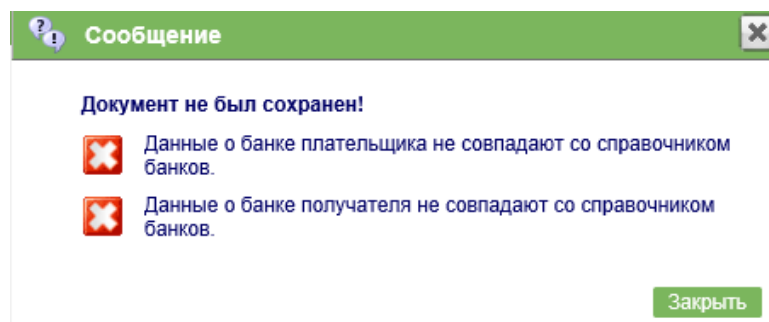 Сообщение
Документ не был сохранен!
Данные о банке плательщика не совпадают со справочником
банков.
Данные о банке получателя не совпадают со справочником
банков.
Закрыть